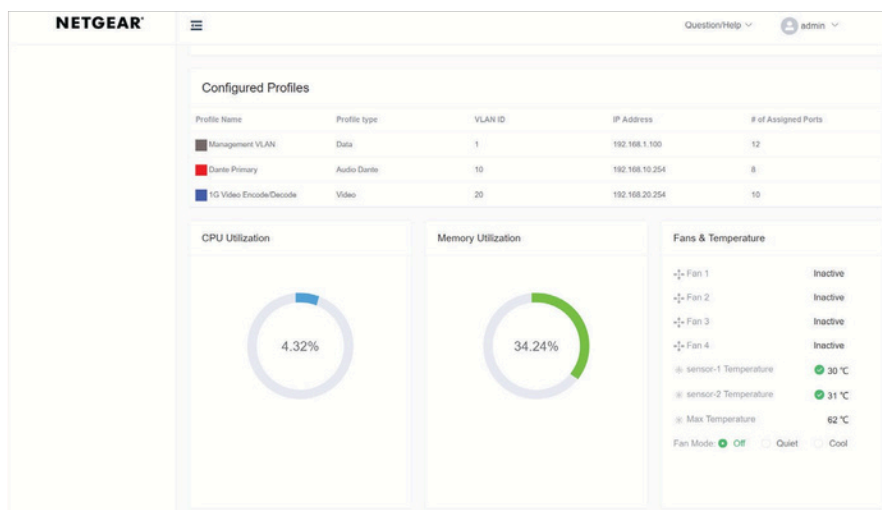 NETGEAR
Question/Help
admin
Configured Profiles
Profile Name Profile type VLAN ID IP Address # of Assigned Ports
Management VLAN Data 1 192.168.1.100 12
Dante Primary Audio Dante 10 192.168.10.254 8
1G Video Encode/Decode Video 20 192.168.20.254 10
CPU Utilization
4.32%
Memory Utilization
34.24%
Fans & Temperature
Fan 1 Inactive
Fan 2 Inactive
Fan 3 Inactive
Fan 4 Inactive
sensor-1 Temperature 30 °C
sensor-2 Temperature 31 °C
Max Temperature 62 °C
Fan Mode: Off Quiet Cool